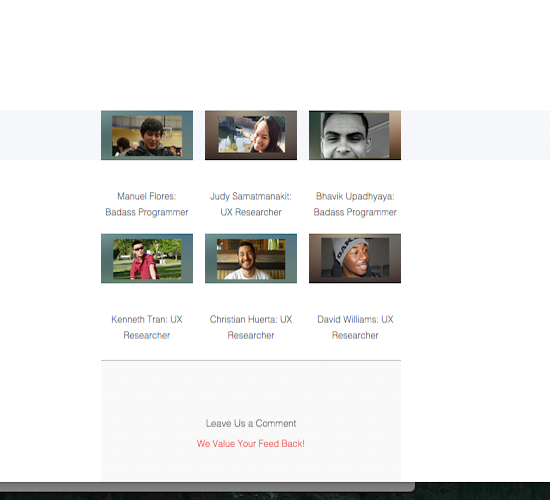 Manuel Flores:
Badass Programmer
Judy Samatmanakit:
UX Researcher
Bhavik Upadhyaya:
Badass Programmer
Kenneth Tran: UX
Researcher
Christian Huerta: UX
Researcher
David Williams: UX
Researcher
Leave Us a Comment
We Value Your Feed Back!